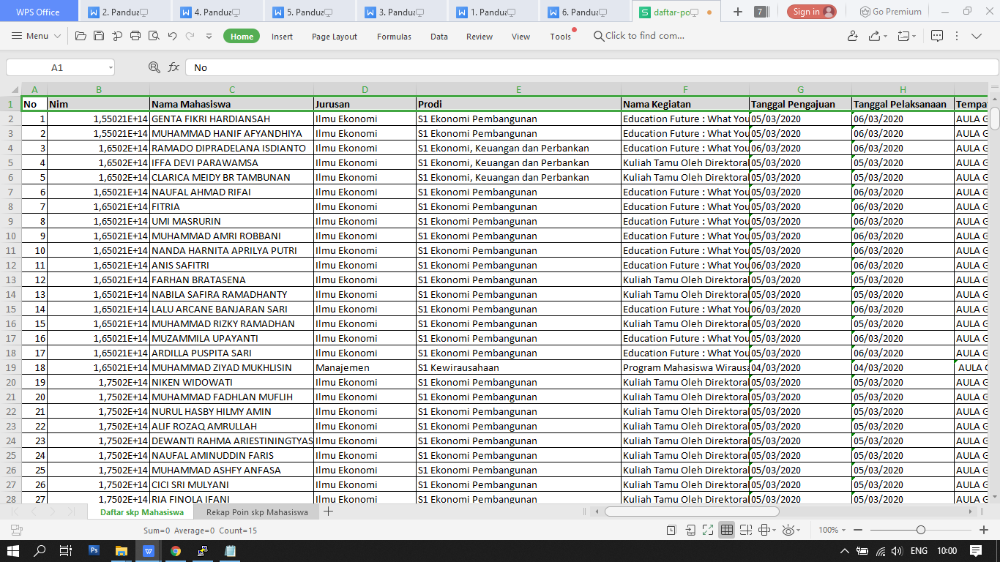 WPS Office 2. Pandua 4. Pandua 5. Pandua 3. Pandua 1. Pandua 6. Pandua daftar-po 7 Sign in Go Premium
Menu Home Insert Page Layout Formulas Data Review View Tools Click to find com...
A1 fx No
A B C D E F G H
1 No Nim Nama Mahasiswa Jurusan Prodi Nama Kegiatan Tanggal Pengajuan Tanggal Pelaksanaan Tempa
2 1 1,55021E+14 GENTA FIKRI HARDIANSAH Ilmu Ekonomi S1 Ekonomi Pembangunan Education Future : What You 05/03/2020 06/03/2020 AULA G
3 2 1,55021E+14 MUHAMMAD HANIF AFYANDHIYA Ilmu Ekonomi S1 Ekonomi Pembangunan Education Future : What You 05/03/2020 06/03/2020 AULA G
4 3 1,6502E+14 RAMADO DIPRADELANA ISDIANTO Ilmu Ekonomi S1 Ekonomi, Keuangan dan Perbankan Education Future : What You 06/03/2020 06/03/2020 AULA G
5 4 1,6502E+14 IFFA DEVI PARAWAMSA Ilmu Ekonomi S1 Ekonomi, Keuangan dan Perbankan Kuliah Tamu Oleh Direktoral 05/03/2020 05/03/2020 AULA G
6 5 1,6502E+14 CLARICA MEIDY BR TAMBUNAN Ilmu Ekonomi S1 Ekonomi, Keuangan dan Perbankan Kuliah Tamu Oleh Direktoral 05/03/2020 05/03/2020 AULA G
7 6 1,65021E+14 NAUFAL AHMAD RIFAI Ilmu Ekonomi S1 Ekonomi Pembangunan Education Future : What You 05/03/2020 06/03/2020 AULA G
8 7 1,65021E+14 FITRIA Ilmu Ekonomi S1 Ekonomi Pembangunan Education Future : What You 05/03/2020 06/03/2020 AULA G
9 8 1,65021E+14 UMI MASRURIN Ilmu Ekonomi S1 Ekonomi Pembangunan Education Future : What You 05/03/2020 06/03/2020 AULA G
10 9 1,65021E+14 MUHAMMAD AMRI ROBBANI Ilmu Ekonomi S1 Ekonomi Pembangunan Education Future : What You 05/03/2020 06/03/2020 AULA G
11 10 1,65021E+14 NANDA HARNITA APRILYA PUTRI Ilmu Ekonomi S1 Ekonomi Pembangunan Education Future : What You 05/03/2020 06/03/2020 AULA G
12 11 1,65021E+14 ANIS SAFITRI Ilmu Ekonomi S1 Ekonomi Pembangunan Education Future : What You 06/03/2020 06/03/2020 AULA G
13 12 1,65021E+14 FARHAN BRATASENA Ilmu Ekonomi S1 Ekonomi Pembangunan Kuliah Tamu Oleh Direktoral 05/03/2020 05/03/2020 AULA G
14 13 1,65021E+14 NABILA SAFIRA RAMADHANTY Ilmu Ekonomi S1 Ekonomi Pembangunan Kuliah Tamu Oleh Direktoral 05/03/2020 05/03/2020 AULA G
15 14 1,65021E+14 LALU ARCANE BANJARAN SARI Ilmu Ekonomi S1 Ekonomi Pembangunan Education Future : What You 06/03/2020 06/03/2020 AULA G
16 15 1,65021E+14 MUHAMMAD RIZKY RAMADHAN Ilmu Ekonomi S1 Ekonomi Pembangunan Kuliah Tamu Oleh Direktoral 05/03/2020 05/03/2020 AULA G
17 16 1,65021E+14 MUZAMMILA UPAYANTI Ilmu Ekonomi S1 Ekonomi Pembangunan Education Future : What You 05/03/2020 06/03/2020 AULA G
18 17 1,65021E+14 ARDILLA PUSPITA SARI Ilmu Ekonomi S1 Ekonomi Pembangunan Education Future : What You 05/03/2020 06/03/2020 AULA G
19 18 1,65021E+14 MUHAMMAD ZIYAD MUKHLISIN Manajemen S1 Kewirausahaan Program Mahasiswa Wirausa 04/03/2020 04/03/2020 AULA G
20 19 1,7502E+14 NIKEN WIDOWATI Ilmu Ekonomi S1 Ekonomi Pembangunan Kuliah Tamu Oleh Direktoral 05/03/2020 05/03/2020 AULA G
21 20 1,7502E+14 MUHAMMAD FADHLAN MUFLIH Ilmu Ekonomi S1 Ekonomi Pembangunan Kuliah Tamu Oleh Direktoral 05/03/2020 05/03/2020 AULA G
22 21 1,7502E+14 NURUL HASBY HILMY AMIN Ilmu Ekonomi S1 Ekonomi Pembangunan Kuliah Tamu Oleh Direktoral 05/03/2020 05/03/2020 AULA G
23 22 1,7502E+14 ALIF ROZAQ AMRULLAH Ilmu Ekonomi S1 Ekonomi Pembangunan Kuliah Tamu Oleh Direktoral 05/03/2020 05/03/2020 AULA G
24 23 1,7502E+14 DEWANTI RAHMA ARIESTININGTYAS Ilmu Ekonomi S1 Ekonomi Pembangunan Kuliah Tamu Oleh Direktoral 05/03/2020 05/03/2020 AULA G
25 24 1,7502E+14 NAUFAL AMINUDDIN FARIS Ilmu Ekonomi S1 Ekonomi Pembangunan Kuliah Tamu Oleh Direktoral 05/03/2020 05/03/2020 AULA G
26 25 1,7502E+14 MUHAMMAD ASHFY ANFASA Ilmu Ekonomi S1 Ekonomi Pembangunan Kuliah Tamu Oleh Direktoral 05/03/2020 05/03/2020 AULA G
27 26 1,7502E+14 CICI SRI MULYANI Ilmu Ekonomi S1 Ekonomi Pembangunan Kuliah Tamu Oleh Direktoral 05/03/2020 05/03/2020 AULA G
28 27 1,7502E+14 RIA FINOLA IFANI Ilmu Ekonomi S1 Ekonomi Pembangunan Kuliah Tamu Oleh Direktoral 05/03/2020 05/03/2020 AULA G
Daftar skp Mahasiswa Rekap Poin skp Mahasiswa
Sum=0 Average=0 Count=15 100%
Ps ENG 10:00